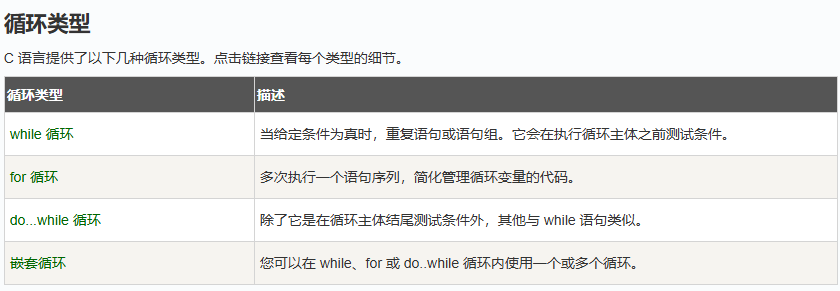 循环类型
C 语言提供了以下几种循环类型。点击链接查看每个类型的细节。
循环类型 描述
while 循环 当给定条件为真时，重复语句或语句组。它会在执行循环主体之前测试条件。
for 循环 多次执行一个语句序列，简化管理循环变量的代码。
do...while 循环 除了它是在循环主体结尾测试条件外，其他与 while 语句类似。
嵌套循环 您可以在 while、for 或 do..while 循环内使用一个或多个循环。